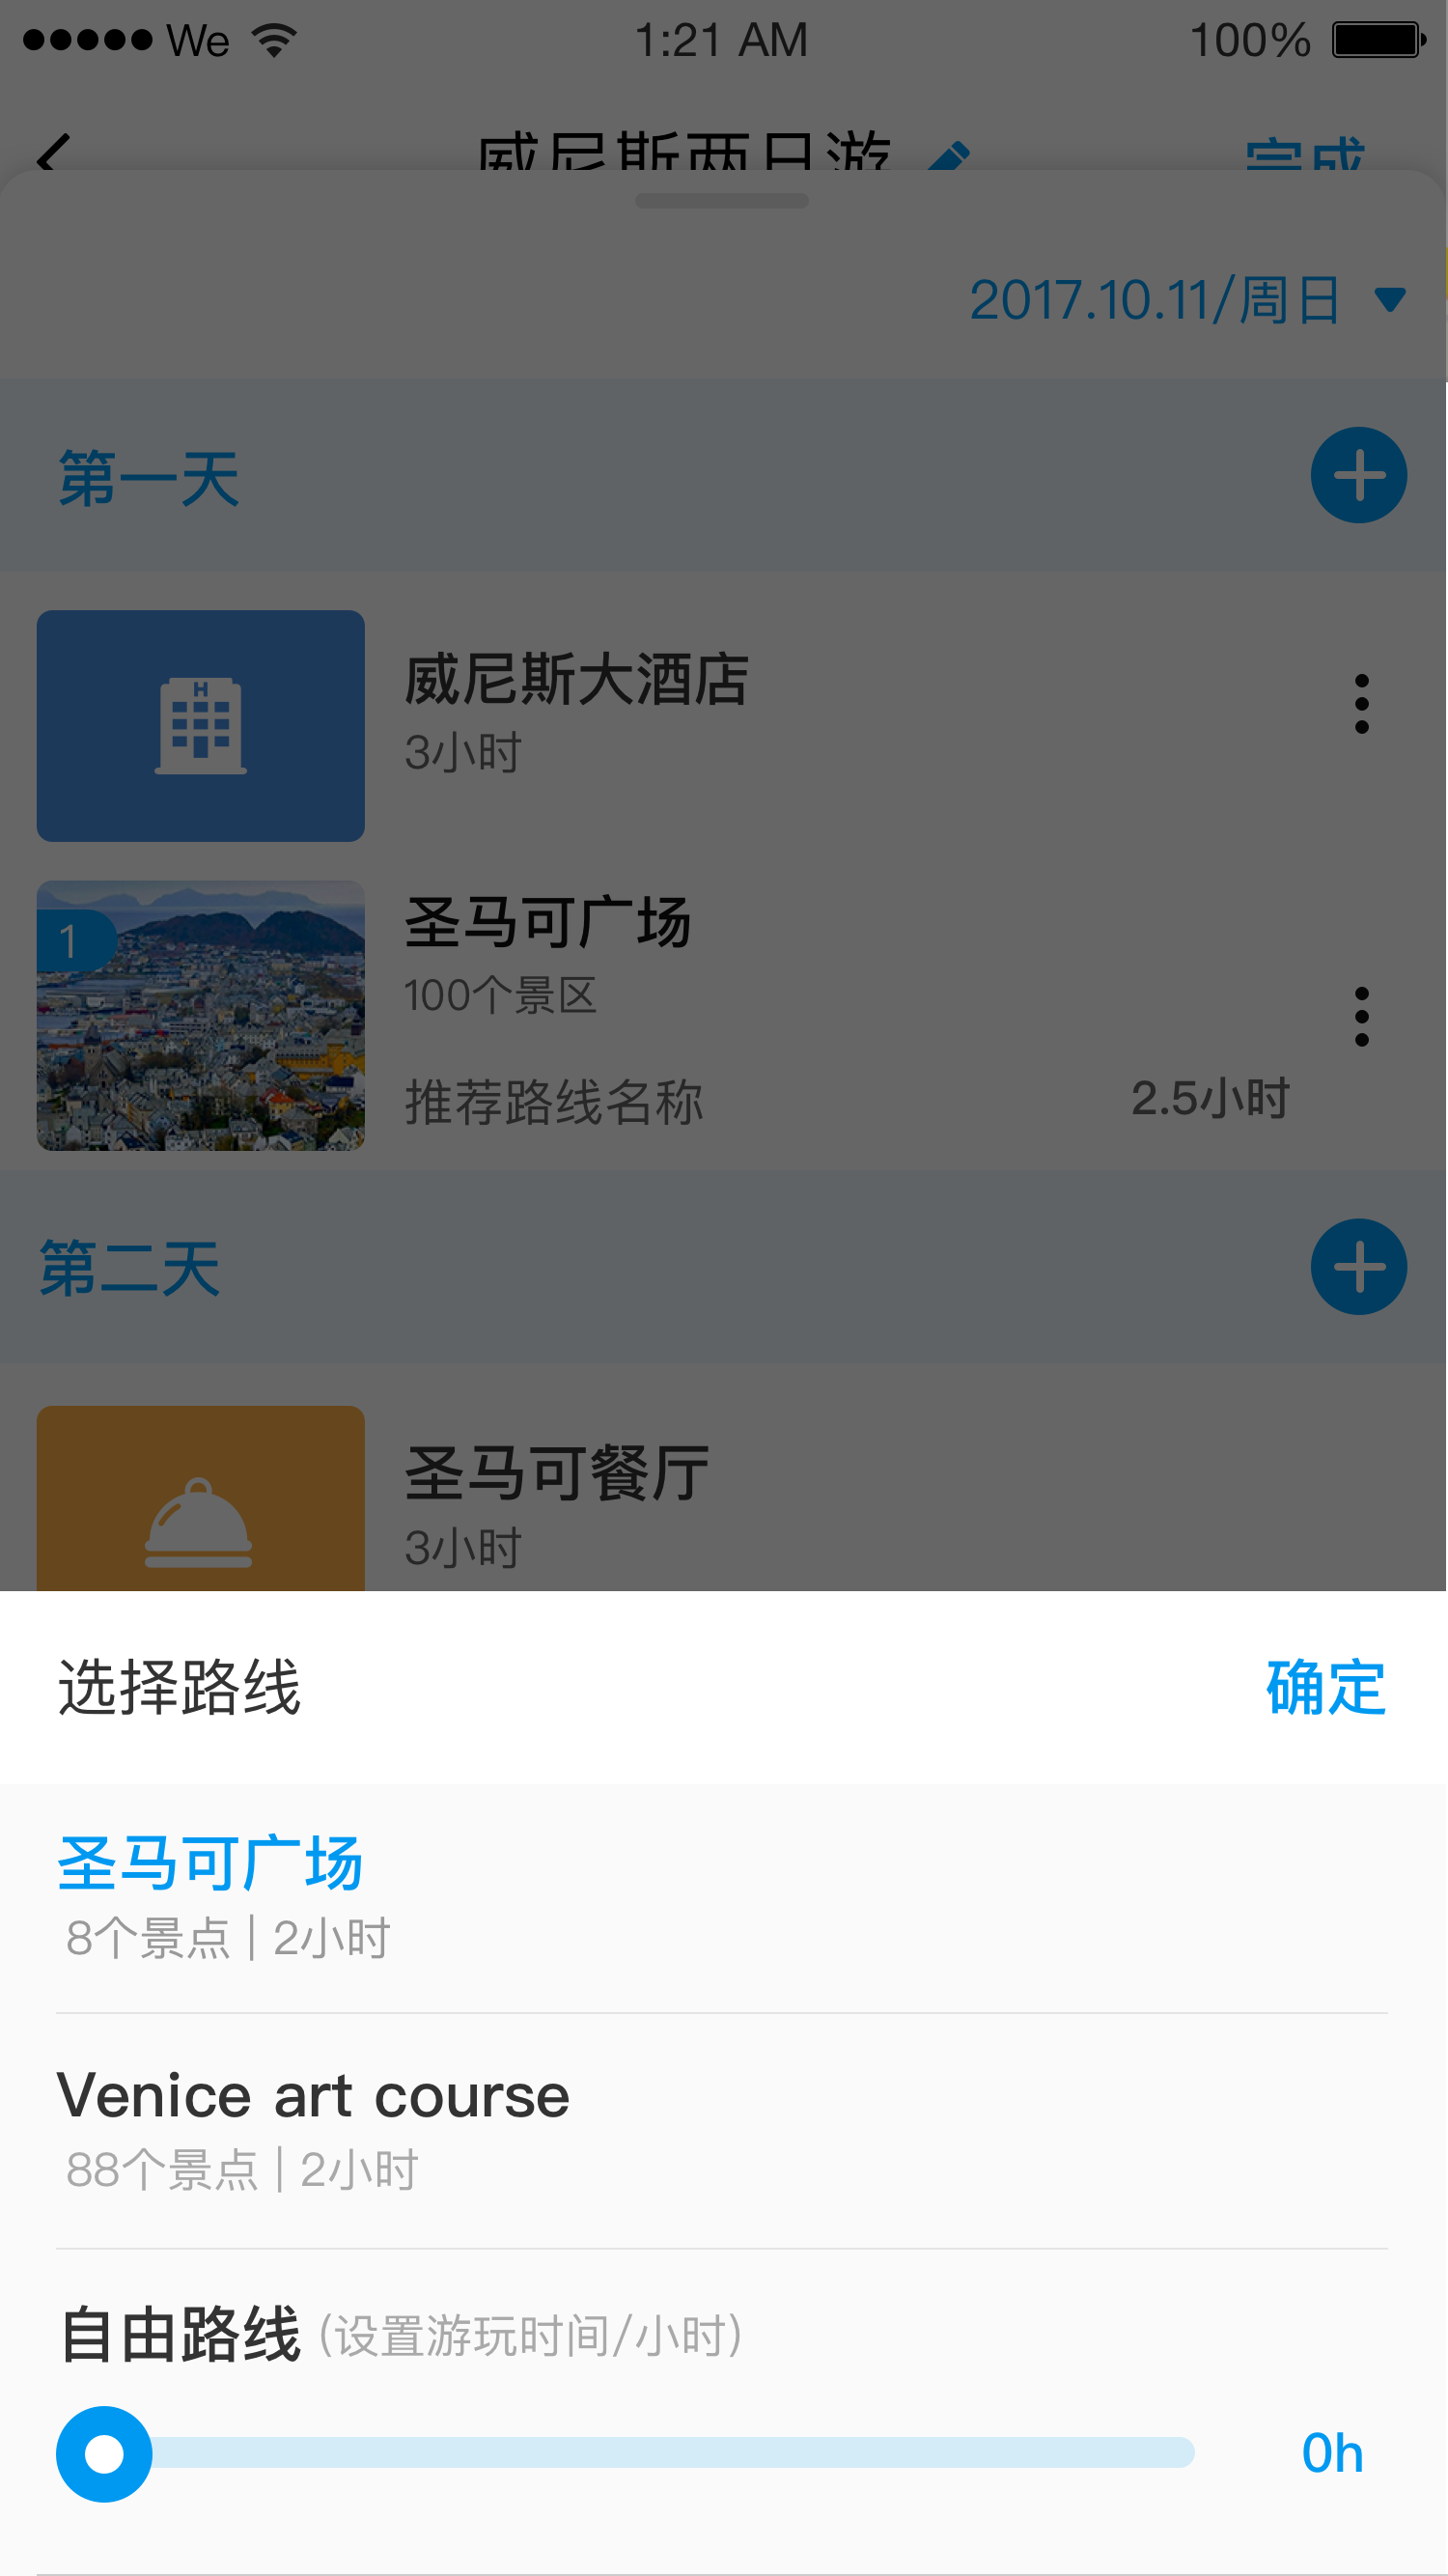 We 1:21 AM 100%
威尼斯两日游 完成
2017.10.11/周日
第一天
H
威尼斯大酒店
3小时
1
圣马可广场
100个景区
推荐路线名称 2.5小时
第二天
圣马可餐厅
3小时
选择路线 确定
圣马可广场
8个景点 | 2小时
Venice art course
88个景点 | 2小时
自由路线 (设置游玩时间/小时)
0h